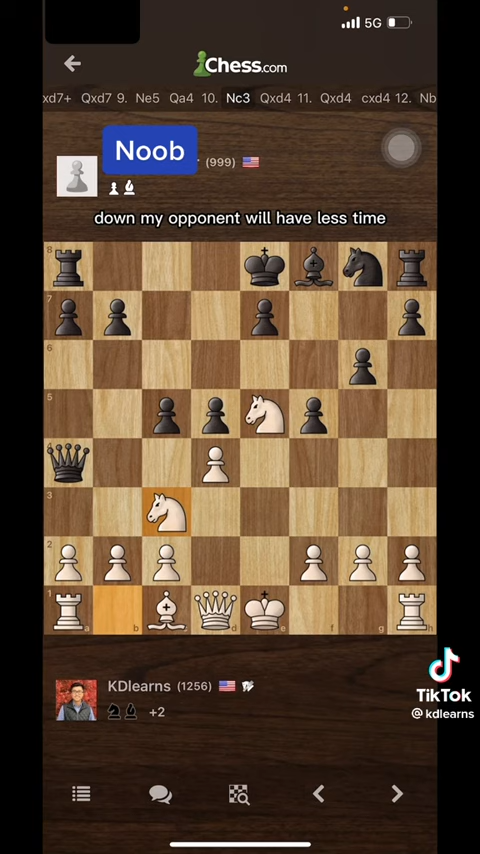 5G
Chess.com
xd7+ Qxd7 9. Ne5 Qa4 10. Nc3 Qxd4 11. Qxd4 cxd4 12. Nb
Noob
(999)
down my opponent will have less time
8
7
6
5
4
3
2
1
a b c d e f g h
KDlearns (1256)
+2
TikTok
@kdlearns